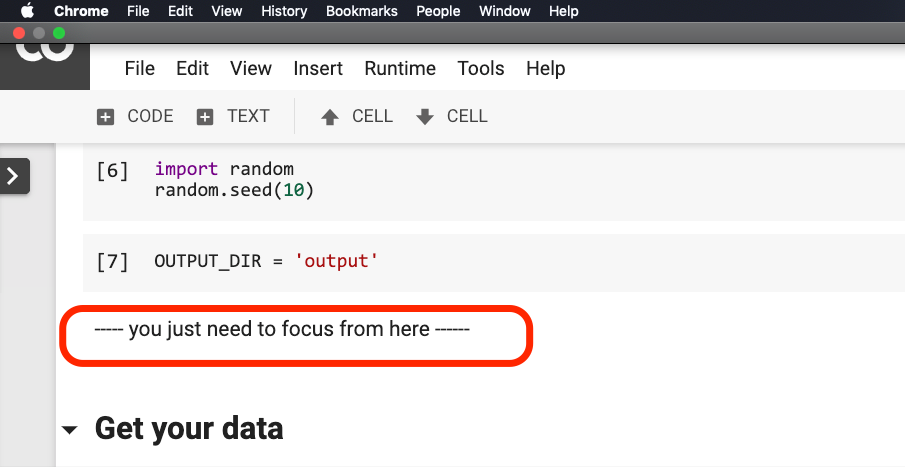 Chrome File Edit View History Bookmarks People Window Help
File Edit View Insert Runtime Tools Help
CODE TEXT CELL CELL
[6] import random
random.seed(10)
[7] OUTPUT_DIR = 'output'
----- you just need to focus from here ------
Get your data